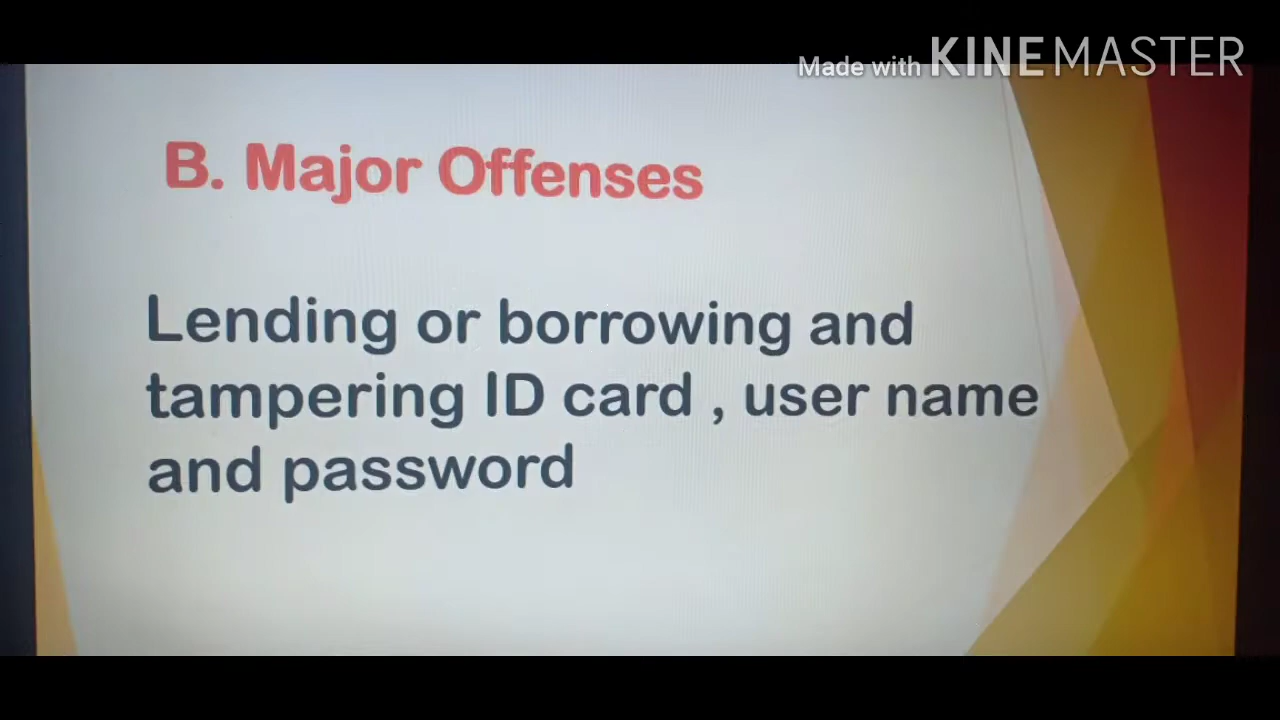 Made with KINEMASTER
B. Major Offenses
Lending or borrowing and
tampering ID card , user name
and password